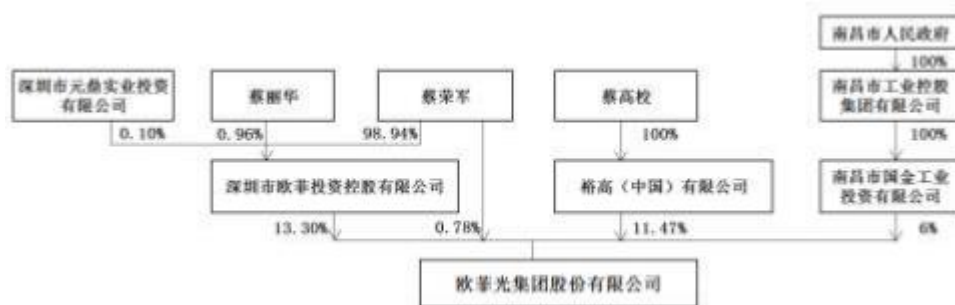 南昌市人民政府
100%
深圳市元鼎实业投资
有限公司
蔡丽华
蔡荣军
蔡高校
南昌市工业控股
集团有限公司
0.10%
0.96%
98.94%
100%
100%
深圳市欧菲投资控股有限公司
裕高（中国）有限公司
南昌市国金工业
投资有限公司
13.30%
0.78%
11.47%
6%
欧菲光集团股份有限公司